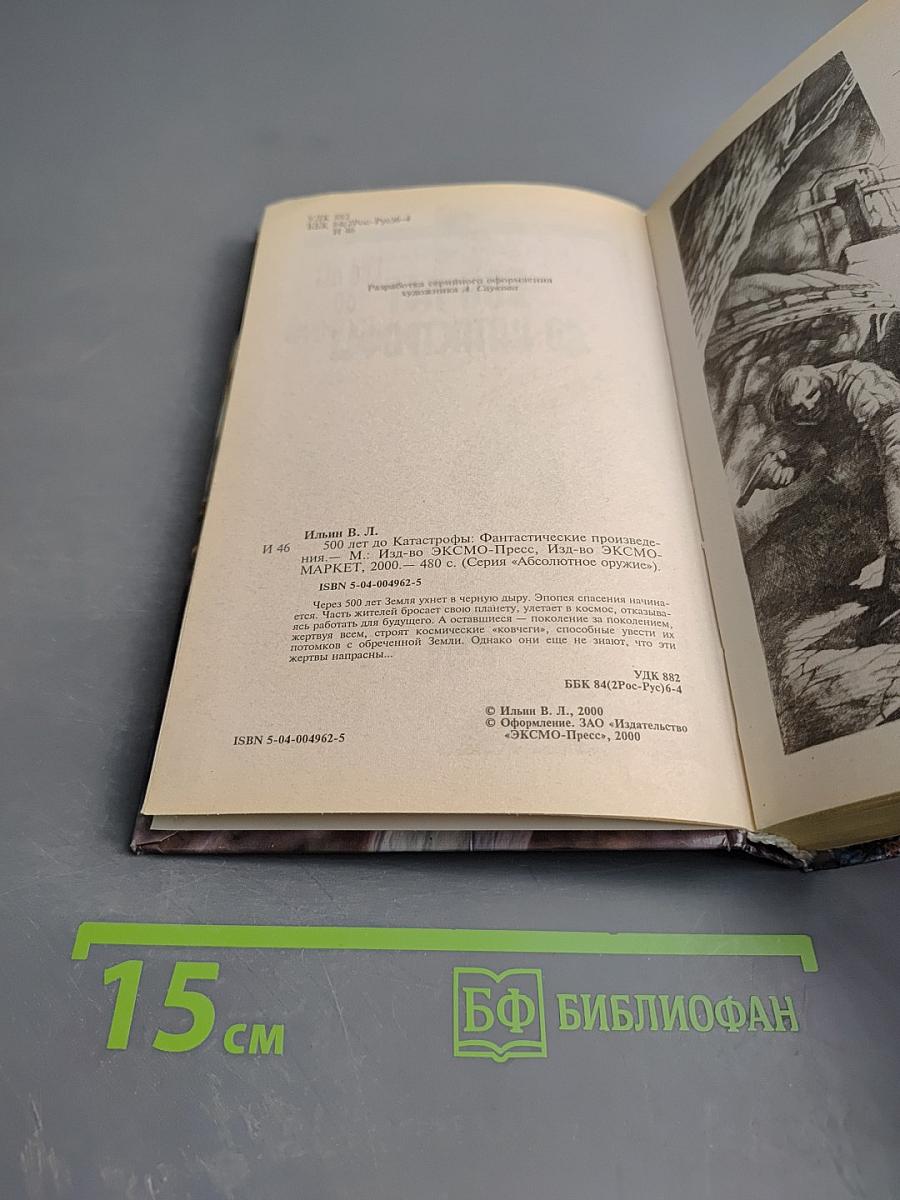 УДК 882
ББК 84(2Рос-Рус)6-4
И 46
Разработка серийного оформления
художника А. Саукова
Ильин В. Л.
И 46 500 лет до Катастрофы: Фантастические произведе-
ния.— М.: Изд-во ЭКСМО-Пресс, Изд-во ЭКСМО-
МАРКЕТ, 2000.— 480 с. (Серия «Абсолютное оружие»).
ISBN 5-04-004962-5
Через 500 лет Земля ухнет в черную дыру. Эпопея спасения начина-
ется. Часть жителей бросает свою планету, улетает в космос, отказыва-
ясь работать для будущего. А оставшиеся — поколение за поколением,
жертвуя всем, строят космические «ковчеги», способные увести их
потомков с обреченной Земли. Однако они еще не знают, что эти
жертвы напрасны...
УДК 882
ББК 84(2Рос-Рус)6-4
© Ильин В. Л., 2000
© Оформление. ЗАО «Издательство
«ЭКСМО-Пресс», 2000
ISBN 5-04-004962-5
15 см
БФ БИБЛИОФАН